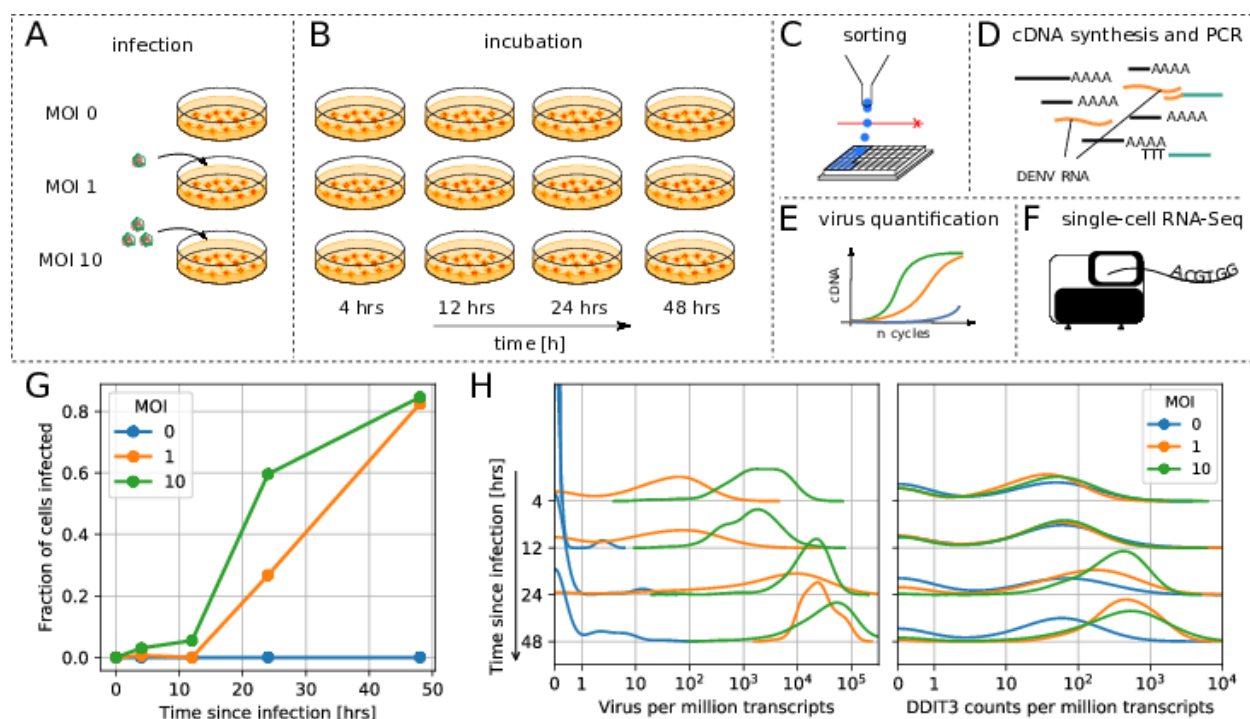 A
infection
MOI 0
MOI 1
MOI 10
B
incubation
4 hrs
12 hrs
24 hrs
48 hrs
time [h]
C
sorting
D
cDNA synthesis and PCR
AAAA
AAAA
AAAA
AAAA
AAAA
TTT
DENV RNA
E
virus quantification
cDNA
n cycles
F
single-cell RNA-Seq
ACGTGG
G
Fraction of cells infected
0.8
0.6
0.4
0.2
0.0
MOI
0
1
10
0 10 20 30 40 50
Time since infection [hrs]
H
Time since infection [hrs]
4
12
24
48
0 1 10 10² 10³ 10⁴ 10⁵
Virus per million transcripts
MOI
0
1
10
0 1 10 10² 10³ 10⁴
DDIT3 counts per million transcripts